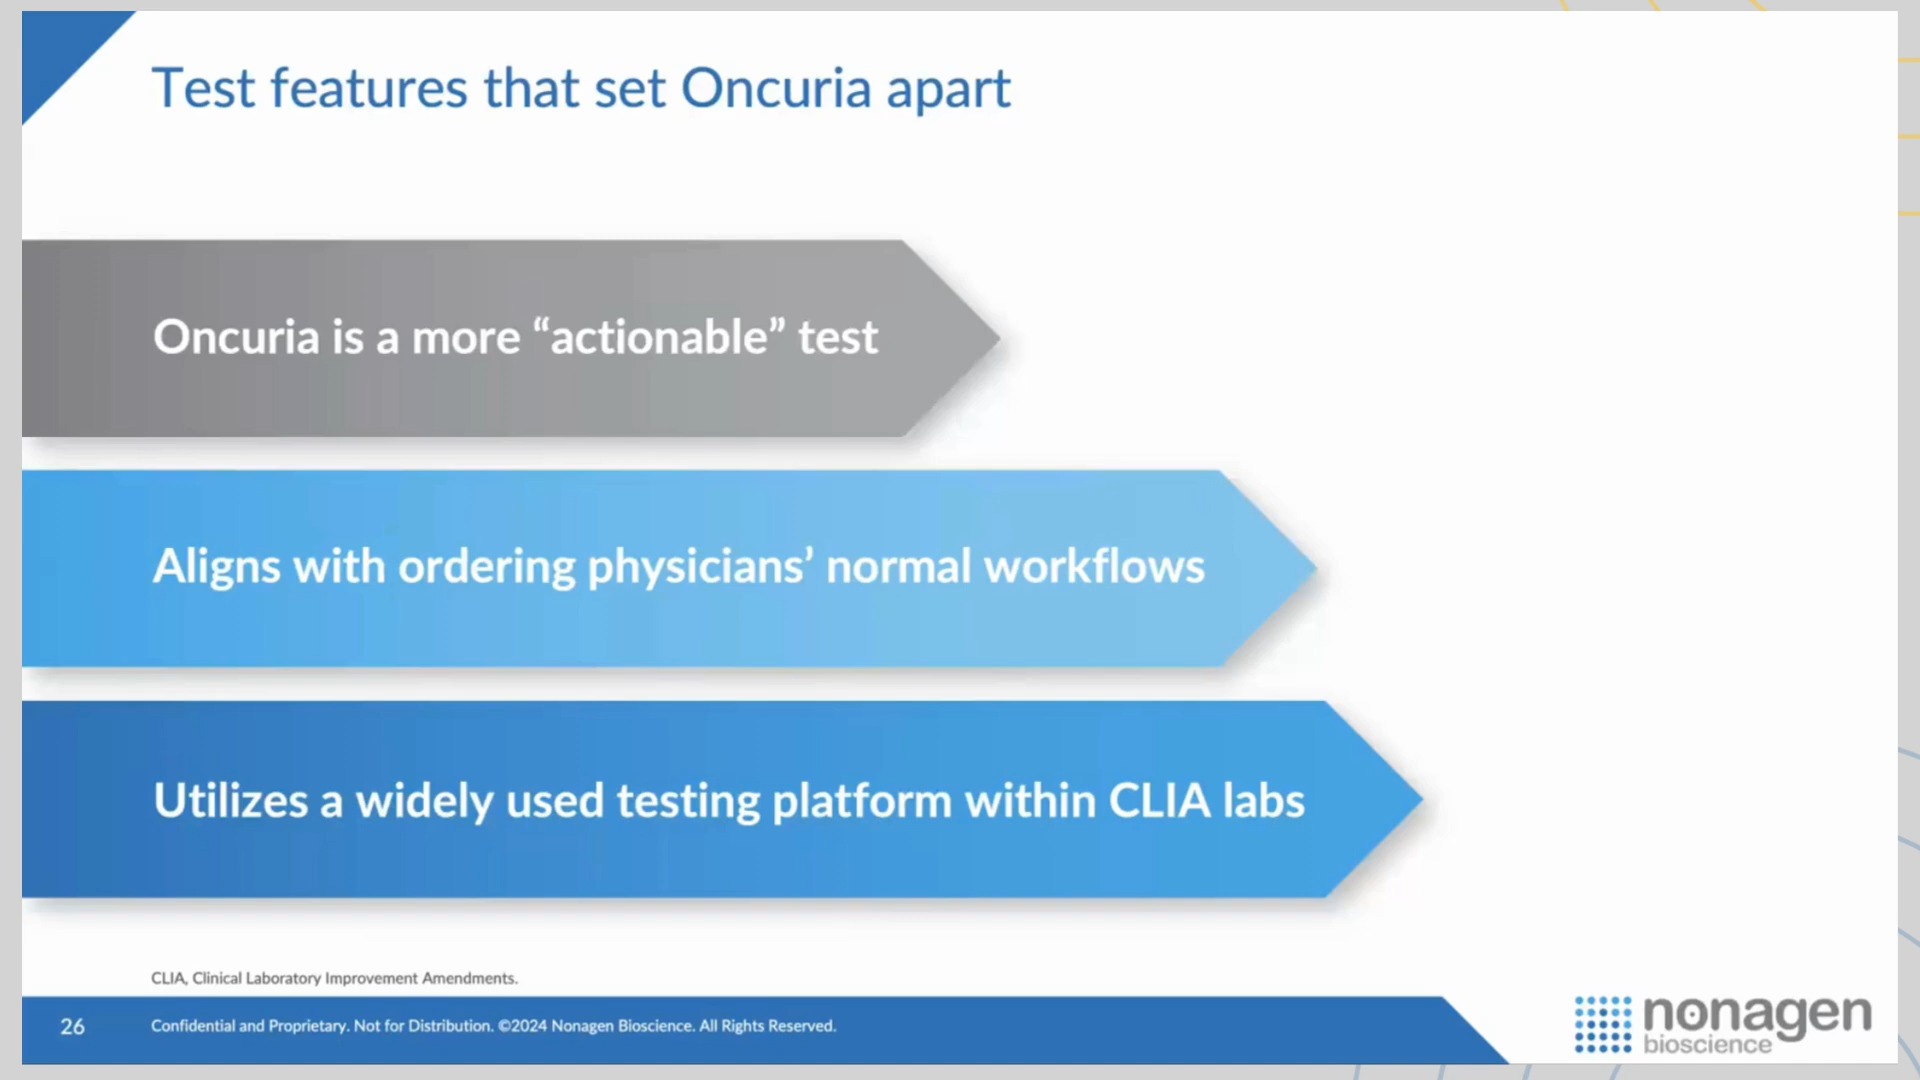 Test features that set Oncuria apart
Oncuria is a more “actionable” test
Aligns with ordering physicians’ normal workflows
Utilizes a widely used testing platform within CLIA labs
CLIA, Clinical Laboratory Improvement Amendments.
26 Confidential and Proprietary. Not for Distribution. ©2024 Nonagen Bioscience. All Rights Reserved.
nonagen
bioscience